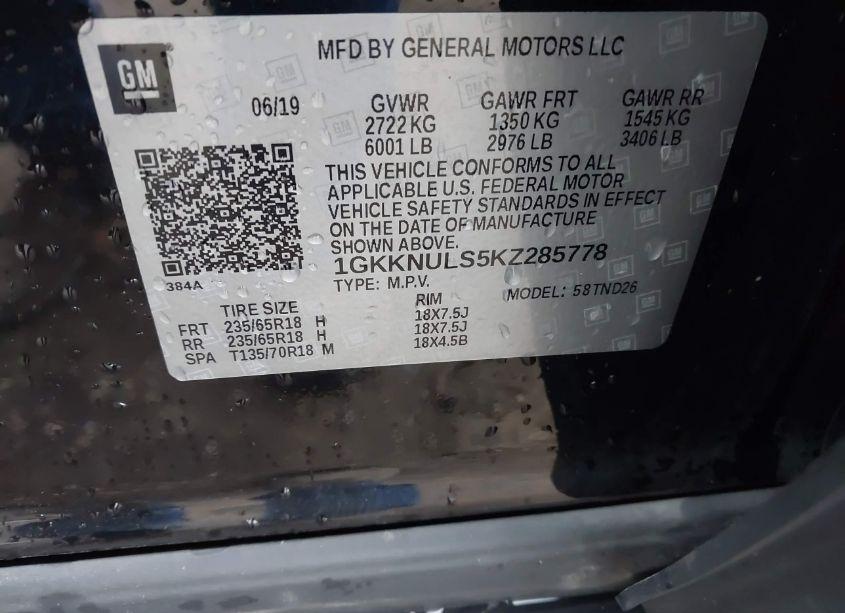 GM
MFD BY GENERAL MOTORS LLC
06/19
GVWR GAWR FRT GAWR RR
2722 KG 1350 KG 1545 KG
6001 LB 2976 LB 3406 LB
THIS VEHICLE CONFORMS TO ALL
APPLICABLE U.S. FEDERAL MOTOR
VEHICLE SAFETY STANDARDS IN EFFECT
ON THE DATE OF MANUFACTURE
SHOWN ABOVE.
1GKKNULS5KZ285778
384A
TYPE: M.P.V. MODEL: 58TND26
TIRE SIZE RIM
FRT 235/65R18 H 18X7.5J
RR 235/65R18 H 18X7.5J
SPA T135/70R18 M 18X4.5B